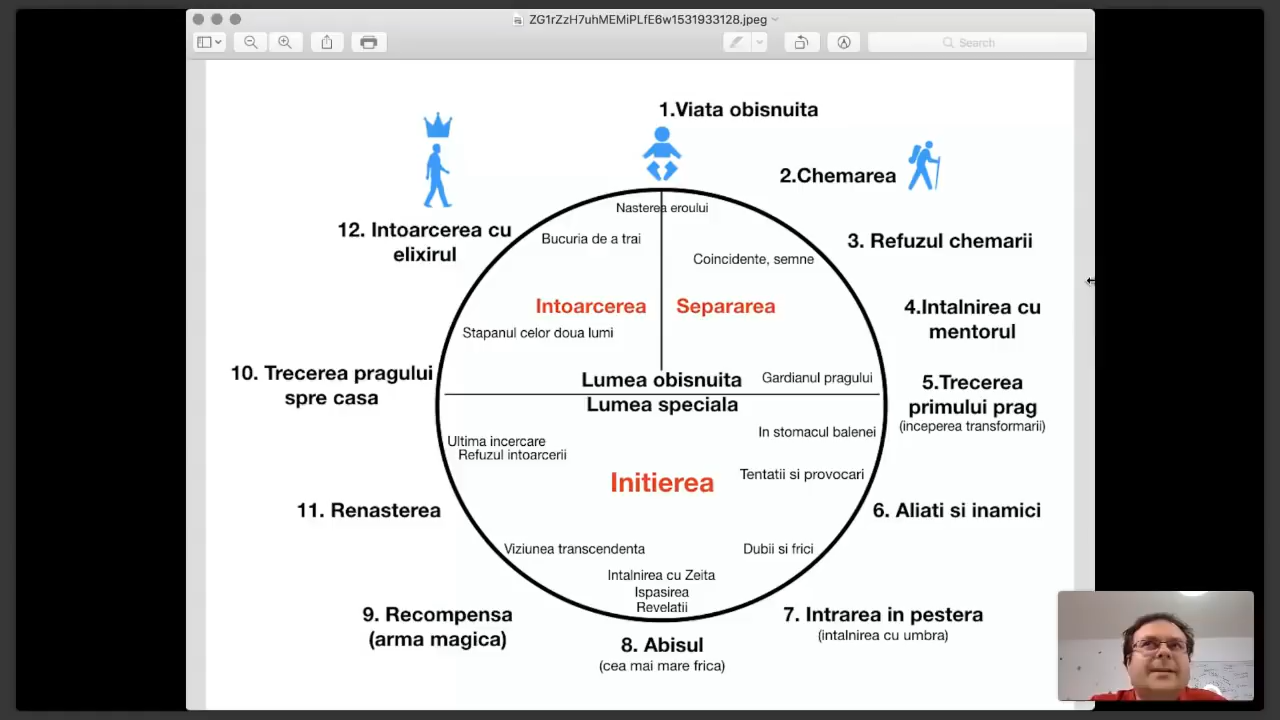 ZG1rZzH7uhMEMiPLfE6w1531933128.jpeg
Search
1.Viata obisnuita
2.Chemarea
Nasterea eroului
12. Intoarcerea cu
elixirul
Bucuria de a trai
3. Refuzul chemarii
Coincidente, semne
Intoarcerea
Separarea
4.Intalnirea cu
mentorul
Stapanul celor doua lumi
10. Trecerea pragului
spre casa
Lumea obisnuita
Gardianul pragului
5.Trecerea
primului prag
(inceperea transformarii)
Lumea speciala
In stomacul balenei
Ultima incercare
Refuzul intoarcerii
Initierea
Tentatii si provocari
11. Renasterea
6. Aliati si inamici
Viziunea transcendenta
Dubii si frici
Intalnirea cu Zeita
Ispasirea
Revelatii
9. Recompensa
(arma magica)
7. Intrarea in pestera
(intalnirea cu umbra)
8. Abisul
(cea mai mare frica)